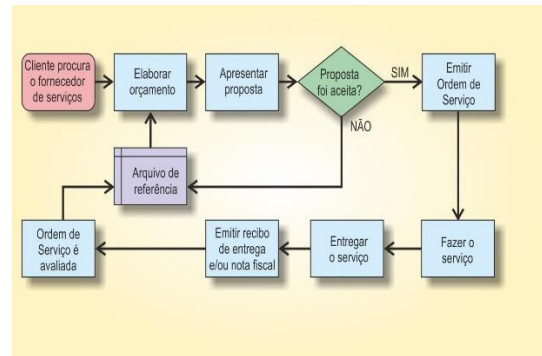 Cliente procura
o fornecedor
de serviços
Elaborar
orçamento
Apresentar
proposta
Proposta
foi aceita?
SIM
Emitir
Ordem de
Serviço
NÃO
Arquivo de
referência
Ordem de
Serviço é
avaliada
Emitir recibo
de entrega
e/ou nota fiscal
Entregar
o serviço
Fazer o
serviço